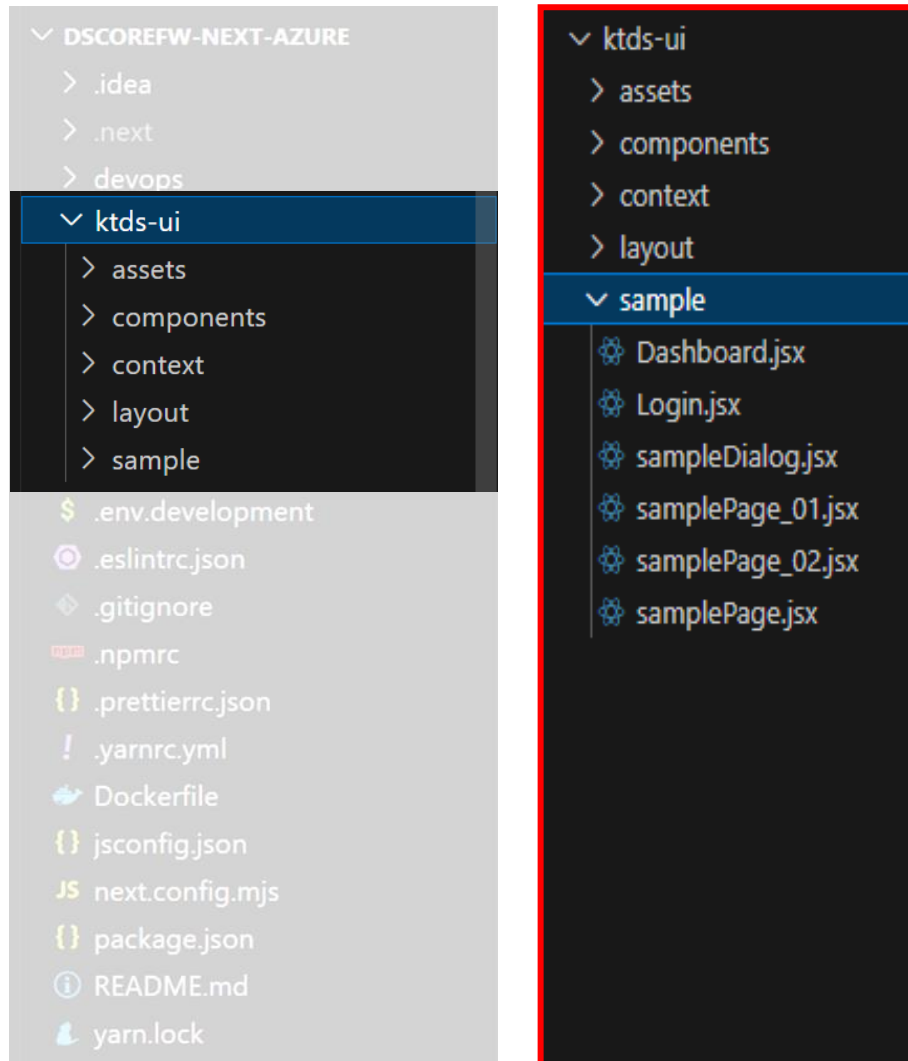 DSCOREFW-NEXT-AZURE
.idea
.next
devops
ktds-ui
assets
components
context
layout
sample
.env.development
.eslintrc.json
.gitignore
.npmrc
.prettierrc.json
.yarnrc.yml
Dockerfile
jsconfig.json
JS next.config.mjs
package.json
README.md
yarn.lock
ktds-ui
assets
components
context
layout
sample
Dashboard.jsx
Login.jsx
sampleDialog.jsx
samplePage_01.jsx
samplePage_02.jsx
samplePage.jsx